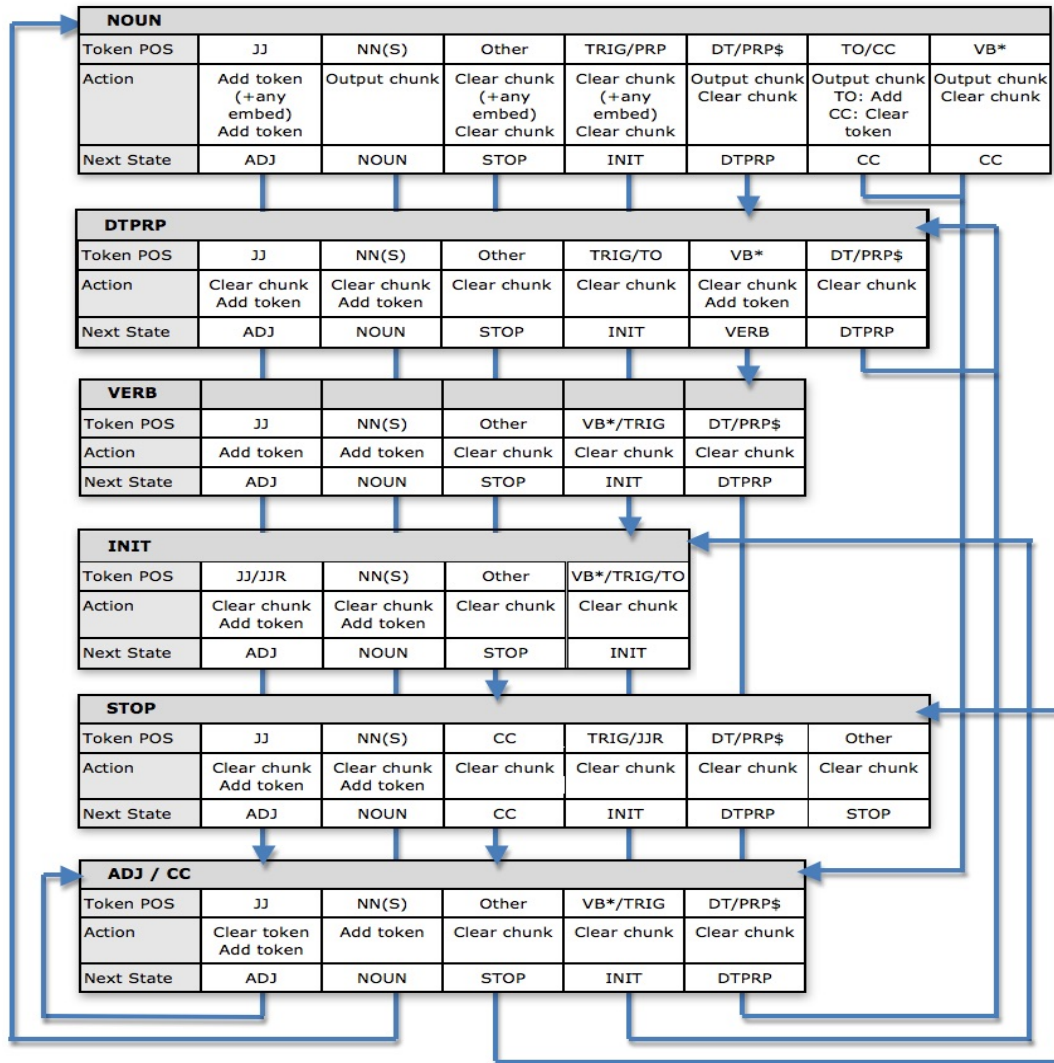 NOUN
Token POS JJ NN(S) Other TRIG/PRP DT/PRP$ TO/CC VB*
Action Add token Output chunk Clear chunk Clear chunk Output chunk Output chunk Output chunk
(+any (+any (+any Clear chunk TO: Add Clear chunk
embed) embed) embed) CC: Clear
Add token Clear chunk Clear chunk token
Next State ADJ NOUN STOP INIT DTPRP CC CC
DTPRP
Token POS JJ NN(S) Other TRIG/TO VB* DT/PRP$
Action Clear chunk Clear chunk Clear chunk Clear chunk Clear chunk Clear chunk
Add token Add token Add token
Next State ADJ NOUN STOP INIT VERB DTPRP
VERB
Token POS JJ NN(S) Other VB*/TRIG DT/PRP$
Action Add token Add token Clear chunk Clear chunk Clear chunk
Next State ADJ NOUN STOP INIT DTPRP
INIT
Token POS JJ/JJR NN(S) Other VB*/TRIG/TO
Action Clear chunk Clear chunk Clear chunk Clear chunk
Add token Add token
Next State ADJ NOUN STOP INIT
STOP
Token POS JJ NN(S) CC TRIG/JJR DT/PRP$ Other
Action Clear chunk Clear chunk Clear chunk Clear chunk Clear chunk Clear chunk
Add token Add token
Next State ADJ NOUN CC INIT DTPRP STOP
ADJ / CC
Token POS JJ NN(S) Other VB*/TRIG DT/PRP$
Action Clear token Add token Clear chunk Clear chunk Clear chunk
Add token
Next State ADJ NOUN STOP INIT DTPRP